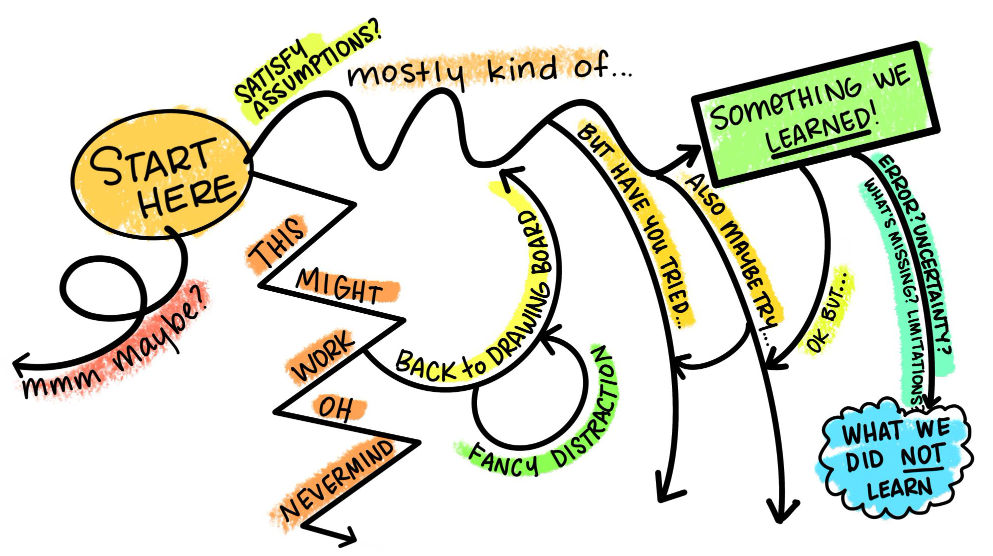 SATISFY
ASSUMPTIONS?
mostly kind of...
START
HERE
SOMETHING WE
LEARNED!
mmm maybe?
THIS
MIGHT
WORK
OH
NEVERMIND
BACK to DRAWING BOARD
FANCY DISTRACTION
BUT HAVE YOU TRIED...
ALSO MAYBE TRY...
OK BUT...
ERROR? UNCERTAINTY?
WHAT'S MISSING? LIMITATIONS?
WHAT WE
DID NOT
LEARN